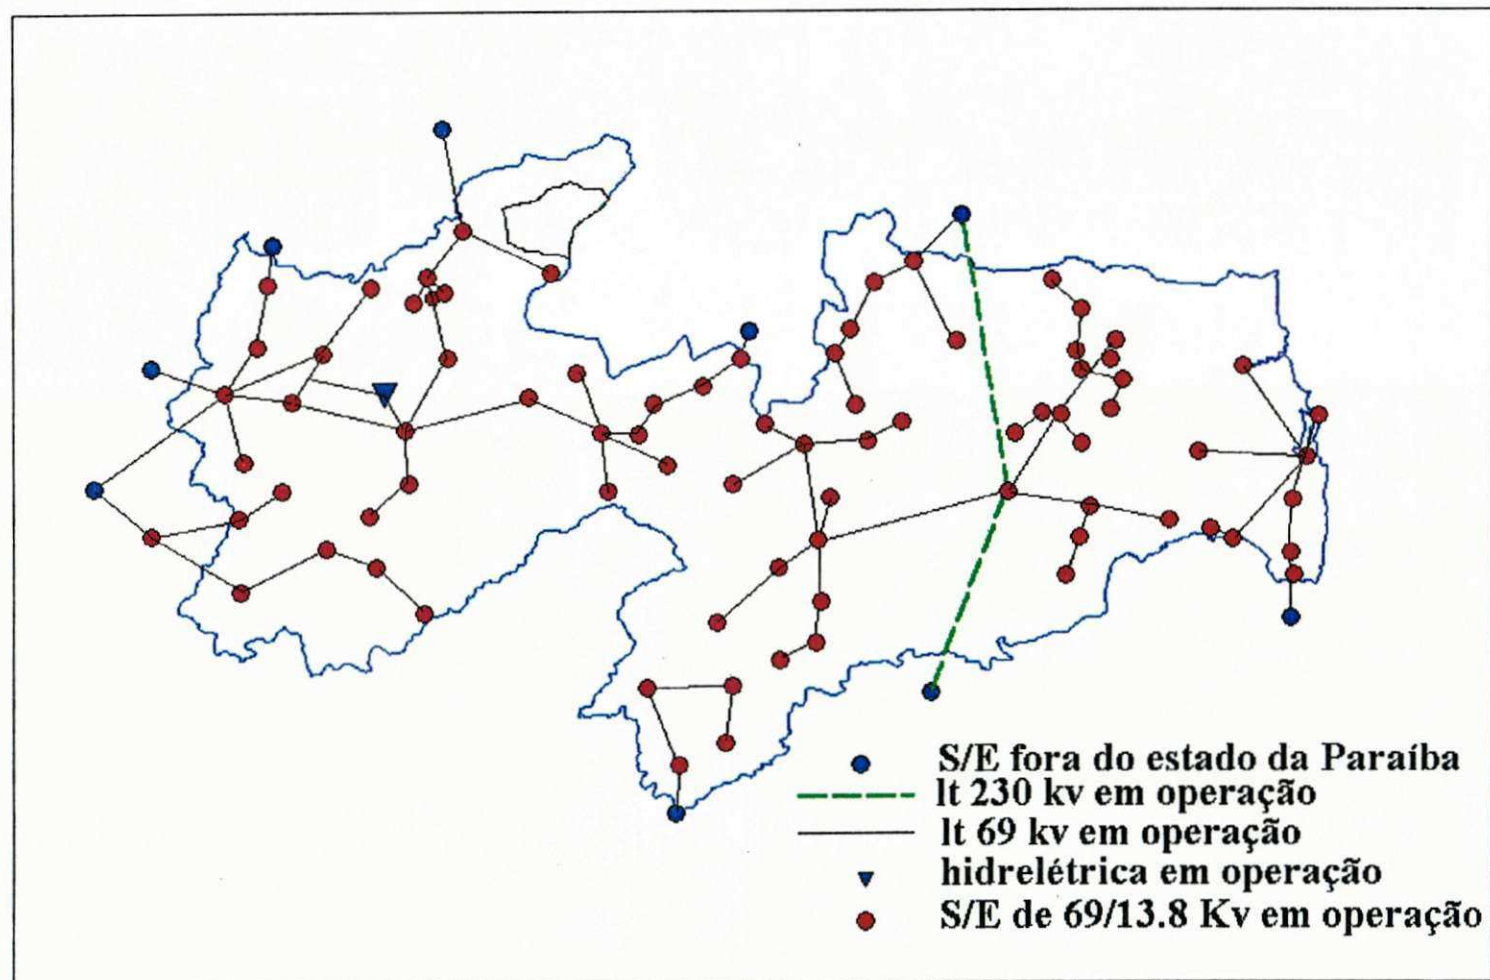 S/E fora do estado da Paraíba
lt 230 kv em operação
lt 69 kv em operação
hidrelétrica em operação
S/E de 69/13.8 Kv em operação